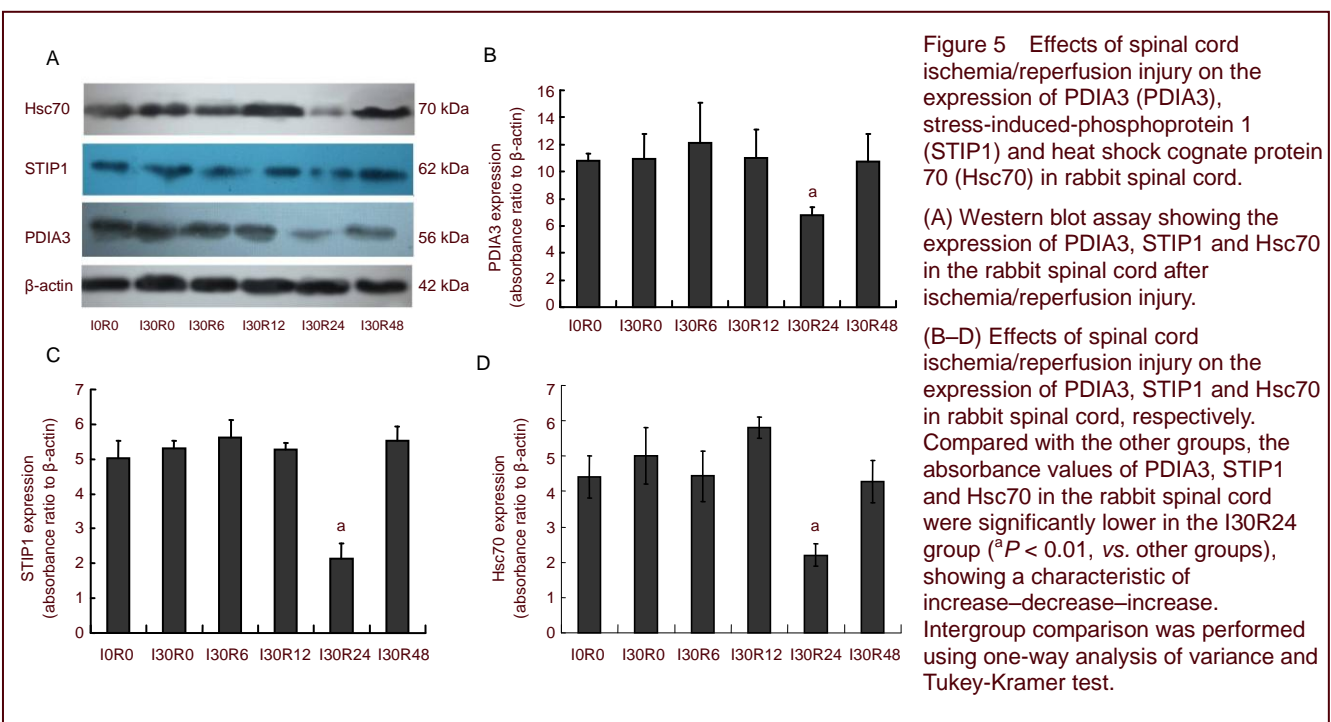 A
Hsc70
70 kDa
STIP1
62 kDa
PDIA3
56 kDa
β-actin
42 kDa
I0R0 I30R0 I30R6 I30R12 I30R24 I30R48
B
PDIA3 expression
(absorbance ratio to β-actin)
16
14
12
10
8
6
4
2
0
a
I0R0 I30R0 I30R6 I30R12 I30R24 I30R48
C
STIP1 expression
(absorbance ratio to β-actin)
7
6
5
4
3
2
1
0
a
I0R0 I30R0 I30R6 I30R12 I30R24 I30R48
D
Hsc70 expression
(absorbance ratio to β-actin)
7
6
5
4
3
2
1
0
a
I0R0 I30R0 I30R6 I30R12 I30R24 I30R48
Figure 5 Effects of spinal cord
ischemia/reperfusion injury on the
expression of PDIA3 (PDIA3),
stress-induced-phosphoprotein 1
(STIP1) and heat shock cognate protein
70 (Hsc70) in rabbit spinal cord.
(A) Western blot assay showing the
expression of PDIA3, STIP1 and Hsc70
in the rabbit spinal cord after
ischemia/reperfusion injury.
(B–D) Effects of spinal cord
ischemia/reperfusion injury on the
expression of PDIA3, STIP1 and Hsc70
in rabbit spinal cord, respectively.
Compared with the other groups, the
absorbance values of PDIA3, STIP1
and Hsc70 in the rabbit spinal cord
were significantly lower in the I30R24
group (ᵃP < 0.01, vs. other groups),
showing a characteristic of
increase–decrease–increase.
Intergroup comparison was performed
using one-way analysis of variance and
Tukey-Kramer test.